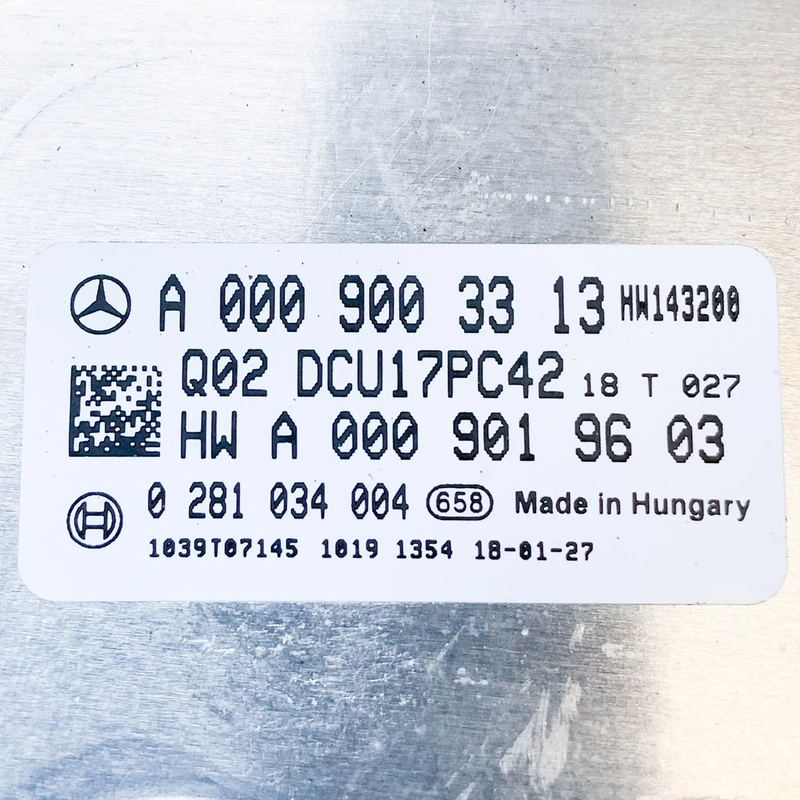 A 000 900 33 13 HW143200
Q02 DCU17PC42 18 T 027
HW A 000 901 96 03
0 281 034 004 658 Made in Hungary
1039T07145 1019 1354 18-01-27